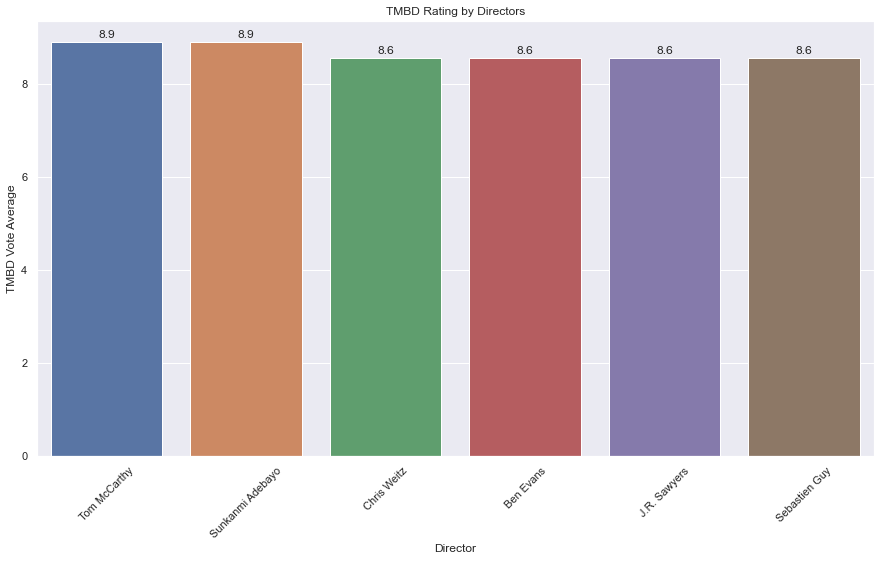 TMBD Rating by Directors
8.9
8.9
8.6
8.6
8.6
8.6
TMBD Vote Average
8
6
4
2
0
Tom McCarthy
Sunkanmi Adebayo
Chris Weitz
Ben Evans
J.R. Sawyers
Sebastien Guy
Director